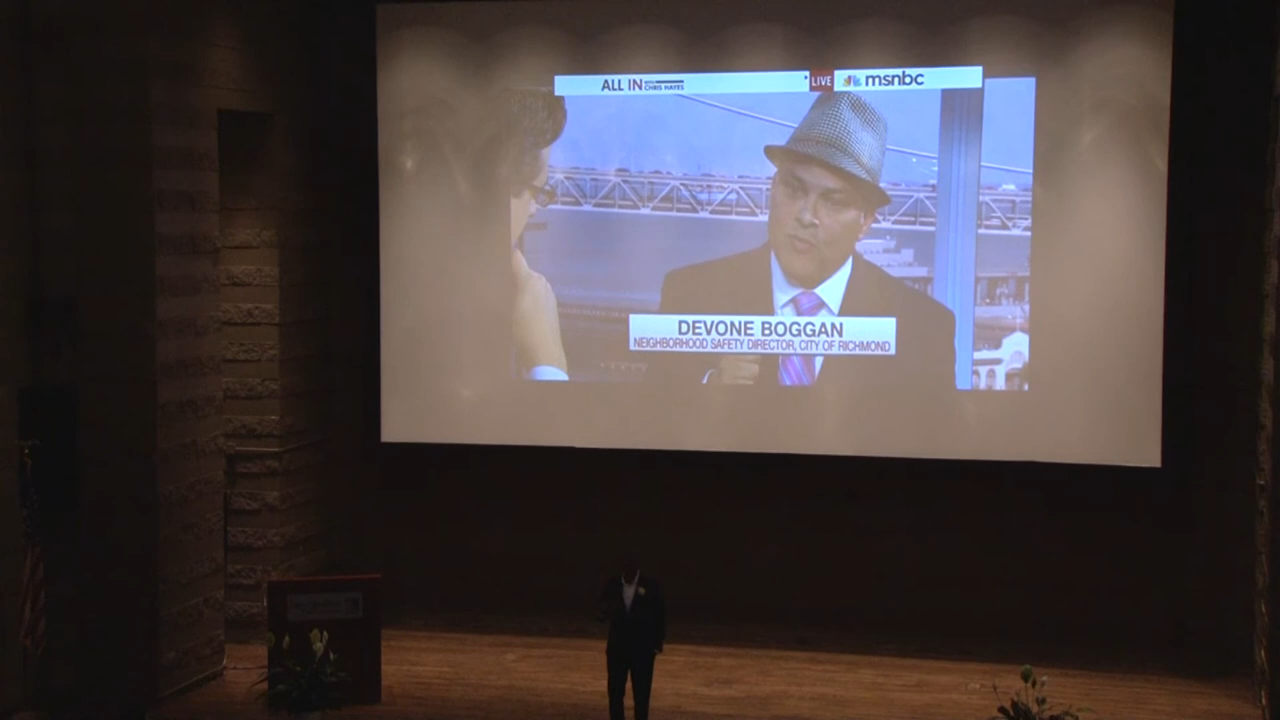 ALL IN WITH CHRIS HAYES
LIVE
msnbc
DEVONE BOGGAN
NEIGHBORHOOD SAFETY DIRECTOR, CITY OF RICHMOND